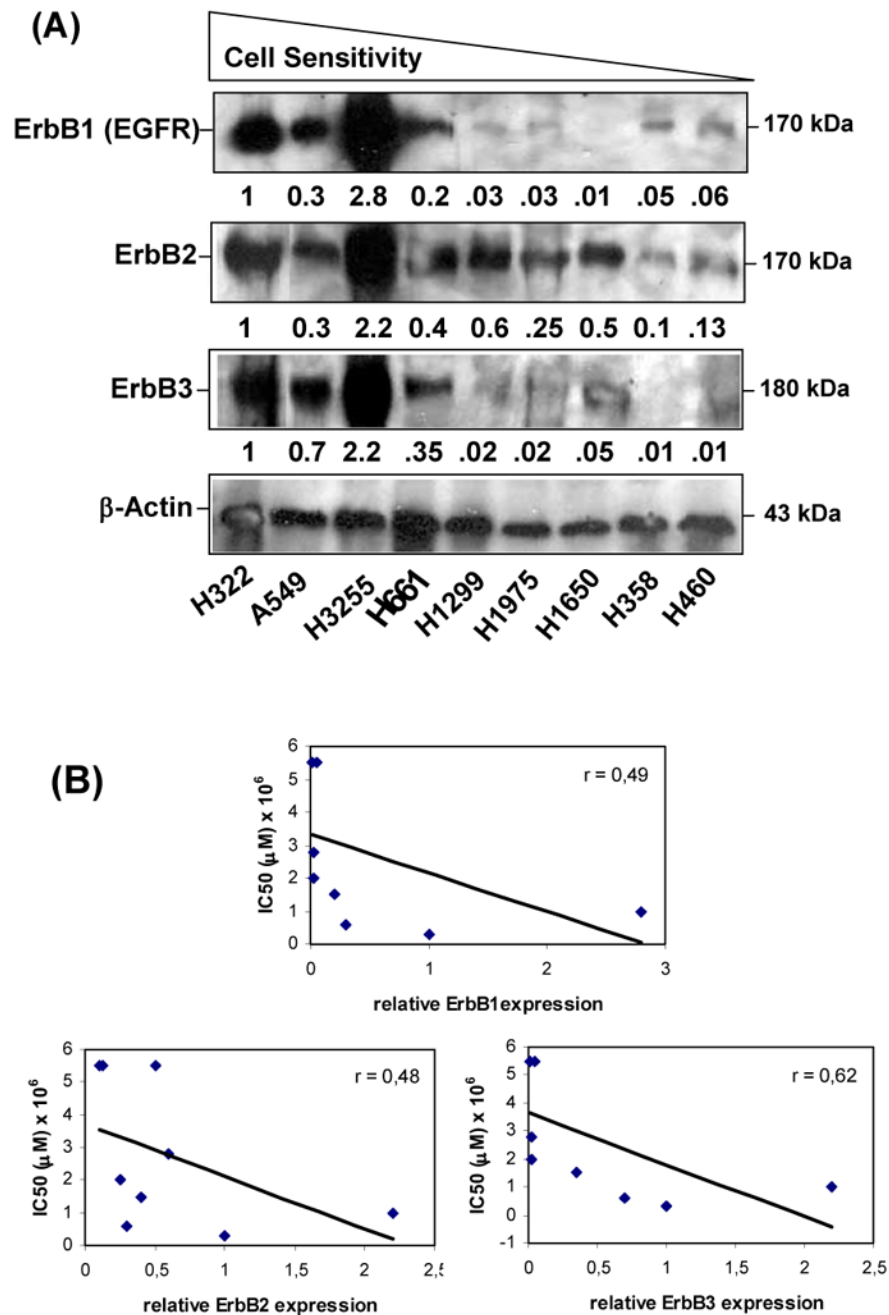 (A)
Cell Sensitivity
ErbB1 (EGFR) 170 kDa
1 0.3 2.8 0.2 .03 .03 .01 .05 .06
ErbB2 170 kDa
1 0.3 2.2 0.4 0.6 .25 0.5 0.1 .13
ErbB3 180 kDa
1 0.7 2.2 .35 .02 .02 .05 .01 .01
β-Actin 43 kDa
H322 A549 H3255 H661 H1299 H1975 H1650 H358 H460
(B)
IC50 (μM) x 10⁶
6
5
4
3
2
1
0
r = 0,49
0 1 2 3
relative ErbB1expression
IC50 (μM) x 10⁶
6
5
4
3
2
1
0
r = 0,48
0 0,5 1 1,5 2 2,5
relative ErbB2 expression
IC50 (μM) x 10⁶
6
5
4
3
2
1
0
-1
r = 0,62
0 0,5 1 1,5 2 2,5
relative ErbB3 expression